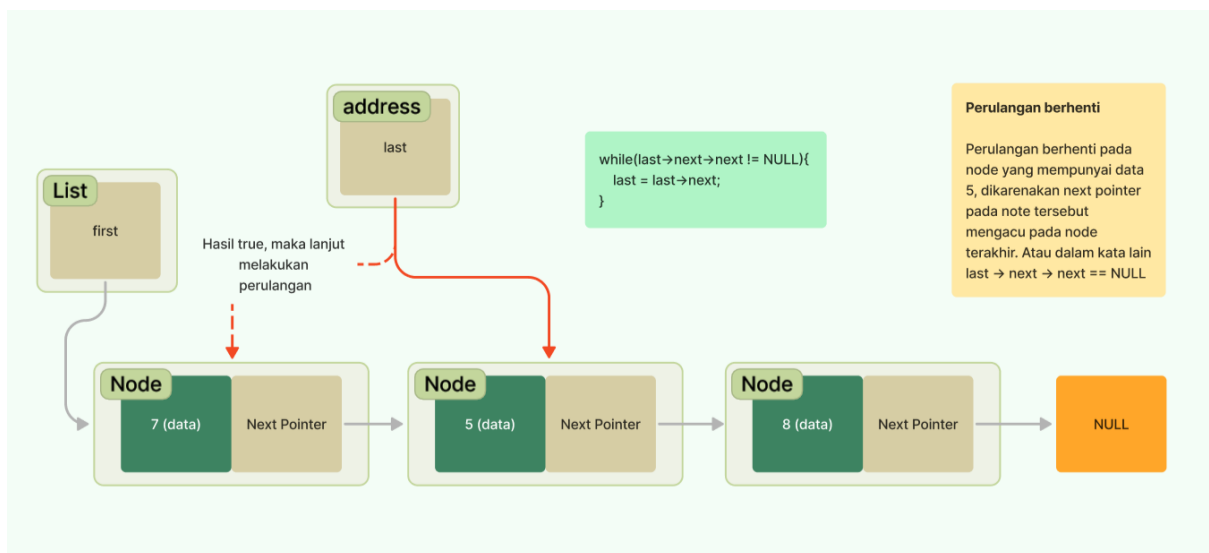 address
last
List
first
Hasil true, maka lanjut
melakukan
perulangan
while(last→next→next != NULL){
last = last→next;
}
Perulangan berhenti
Perulangan berhenti pada
node yang mempunyai data
5, dikarenakan next pointer
pada note tersebut
mengacu pada node
terakhir. Atau dalam kata lain
last → next → next == NULL
Node
7 (data)
Next Pointer
Node
5 (data)
Next Pointer
Node
8 (data)
Next Pointer
NULL